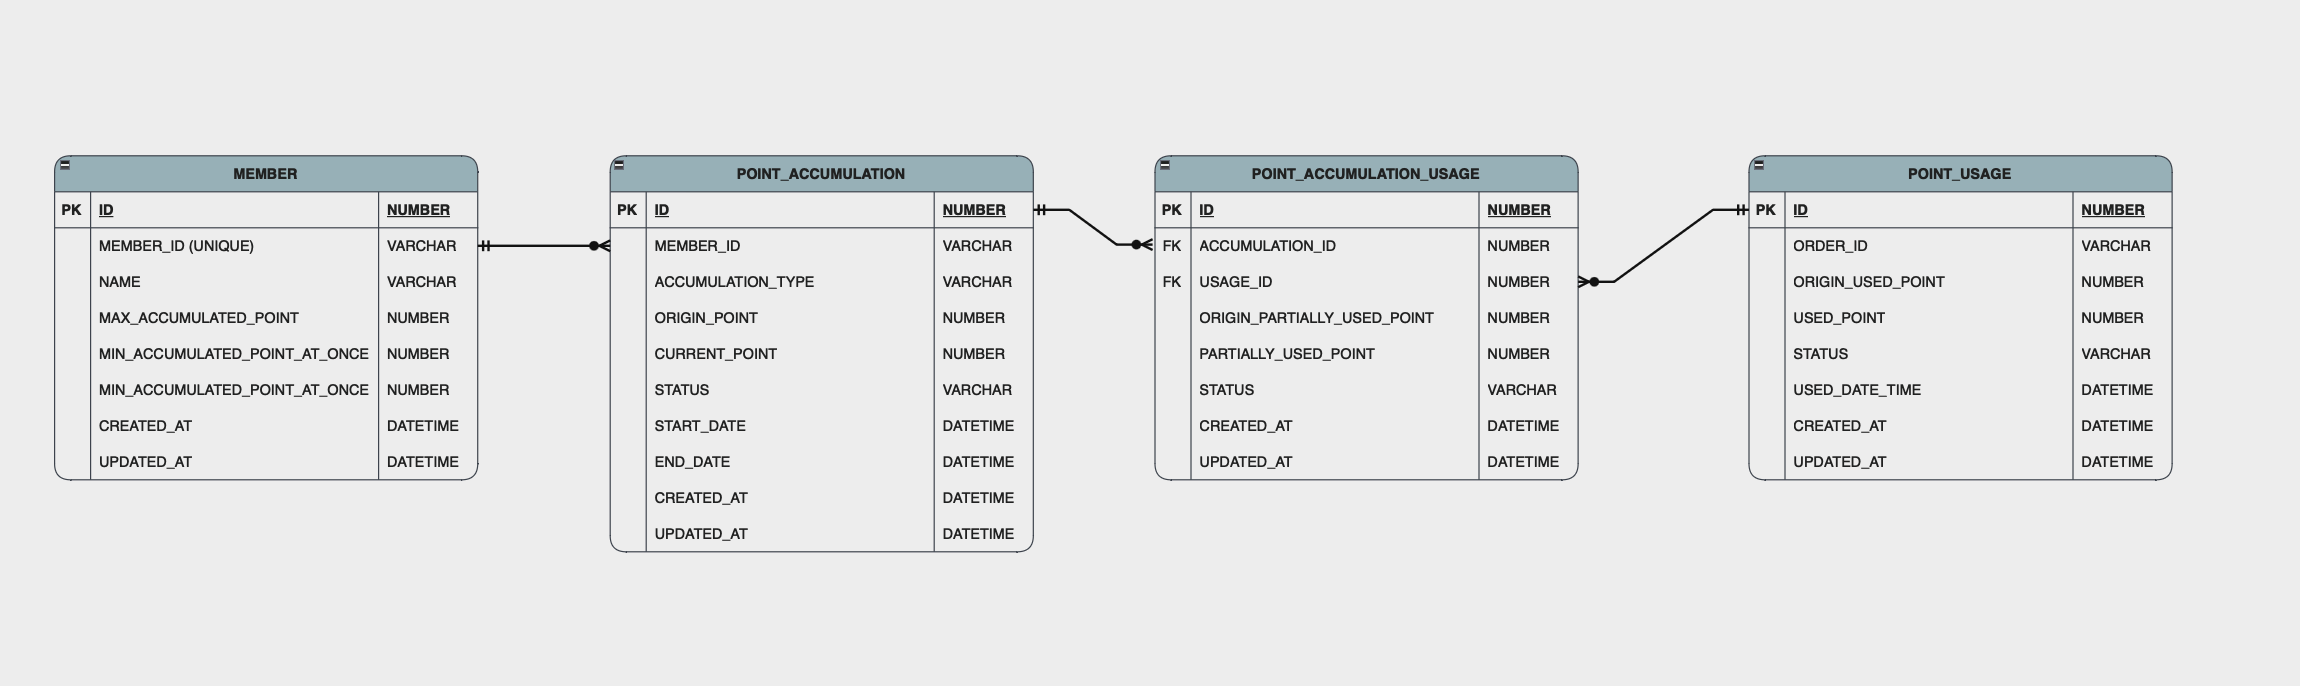 MEMBER
PK ID NUMBER
MEMBER_ID (UNIQUE) VARCHAR
NAME VARCHAR
MAX_ACCUMULATED_POINT NUMBER
MIN_ACCUMULATED_POINT_AT_ONCE NUMBER
MIN_ACCUMULATED_POINT_AT_ONCE NUMBER
CREATED_AT DATETIME
UPDATED_AT DATETIME
POINT_ACCUMULATION
PK ID NUMBER
MEMBER_ID VARCHAR
ACCUMULATION_TYPE VARCHAR
ORIGIN_POINT NUMBER
CURRENT_POINT NUMBER
STATUS VARCHAR
START_DATE DATETIME
END_DATE DATETIME
CREATED_AT DATETIME
UPDATED_AT DATETIME
POINT_ACCUMULATION_USAGE
PK ID NUMBER
FK ACCUMULATION_ID NUMBER
FK USAGE_ID NUMBER
ORIGIN_PARTIALLY_USED_POINT NUMBER
PARTIALLY_USED_POINT NUMBER
STATUS VARCHAR
CREATED_AT DATETIME
UPDATED_AT DATETIME
POINT_USAGE
PK ID NUMBER
ORDER_ID VARCHAR
ORIGIN_USED_POINT NUMBER
USED_POINT NUMBER
STATUS VARCHAR
USED_DATE_TIME DATETIME
CREATED_AT DATETIME
UPDATED_AT DATETIME